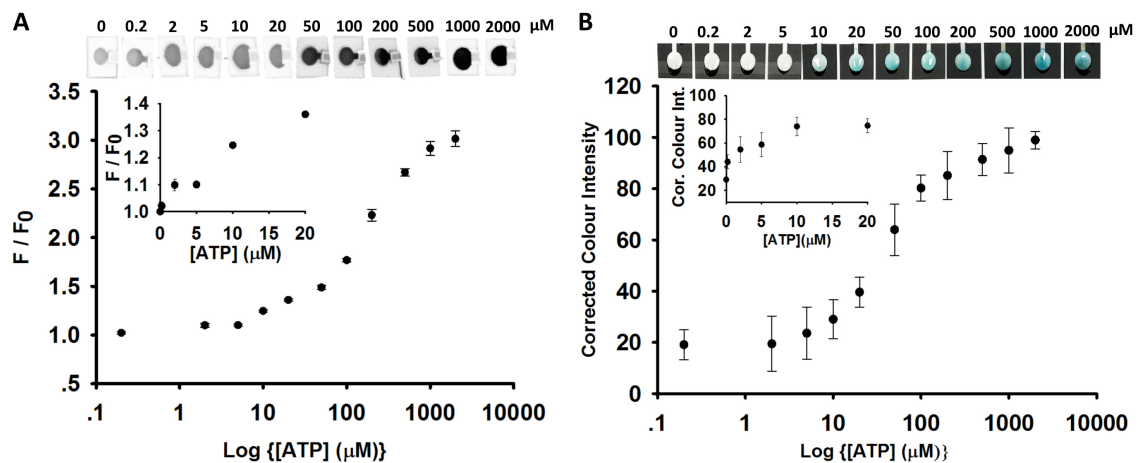 A
0 0.2 2 5 10 20 50 100 200 500 1000 2000 μM
3.5
3.0
2.5
2.0
1.5
1.0
.5
F / F0
.1 1 10 100 1000 10000
Log {[ATP] (μM)}
1.4
1.3
1.2
1.1
1.0
F / F0
0 5 10 15 20
[ATP] (μM)
B
0 0.2 2 5 10 20 50 100 200 500 1000 2000 μM
120
100
80
60
40
20
0
Corrected Colour Intensity
.1 1 10 100 1000 10000
Log {[ATP] (μM)}
100
80
60
40
20
Cor. Colour Int.
0 5 10 15 20
[ATP](μM)